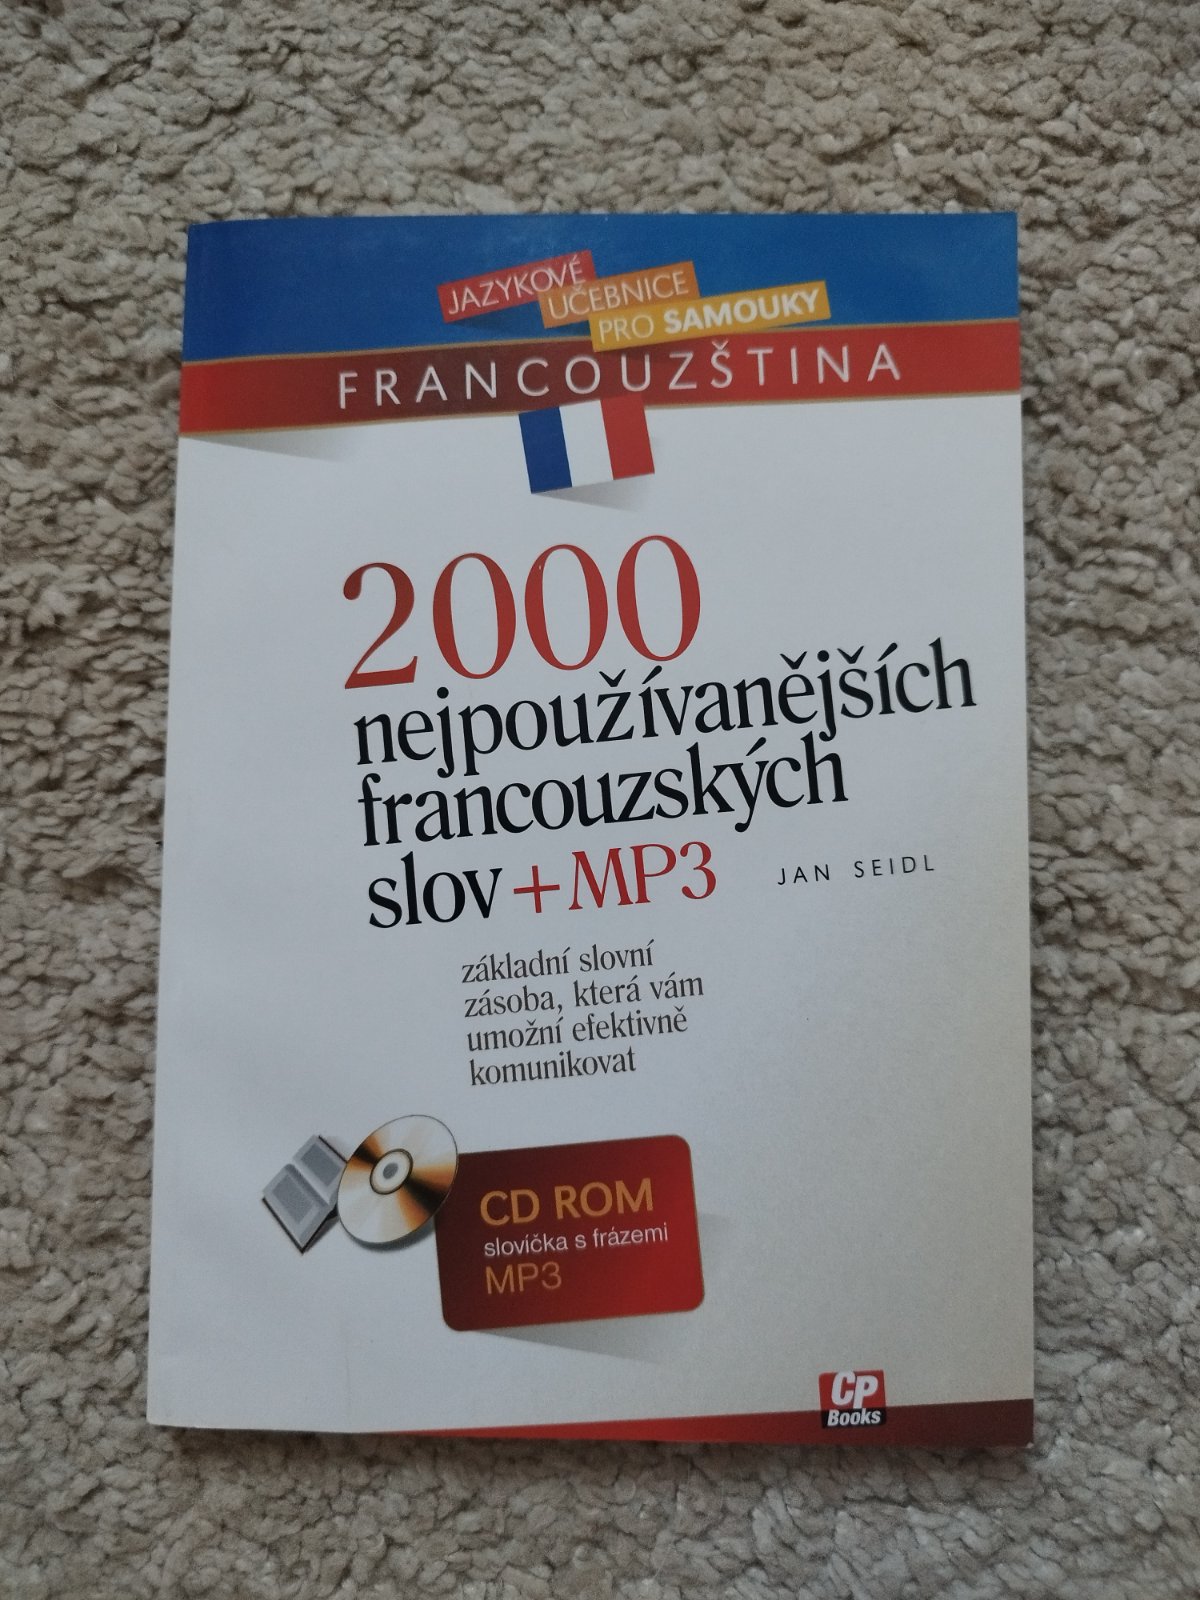 JAZYKOVÉ
UČEBNICE
PRO SAMOUKY
FRANCOUZŠTINA
2000
nejpoužívanějších
francouzských
slov + MP3
JAN SEIDL
základní slovní
zásoba, která vám
umožní efektivně
komunikovat
CD ROM
slovíčka s frázemi
MP3
CP
Books